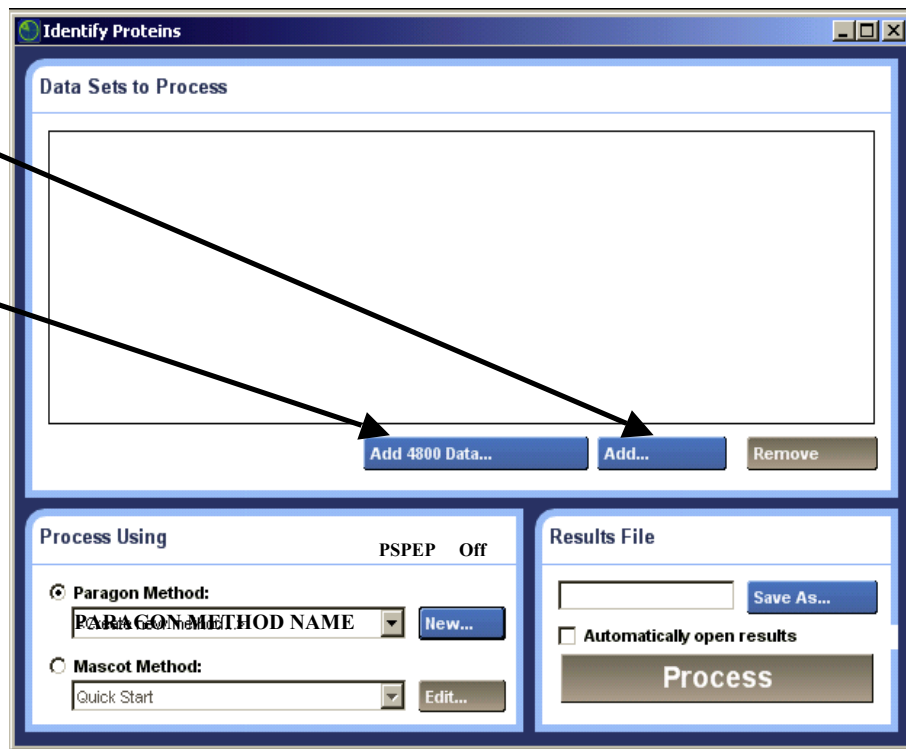 Identify Proteins
Data Sets to Process
Add 4800 Data...
Add...
Remove
Process Using
PSPEP Off
Paragon Method:
PARAGON METHOD NAME
New...
Mascot Method:
Quick Start
Edit...
Results File
Save As...
Automatically open results
Process